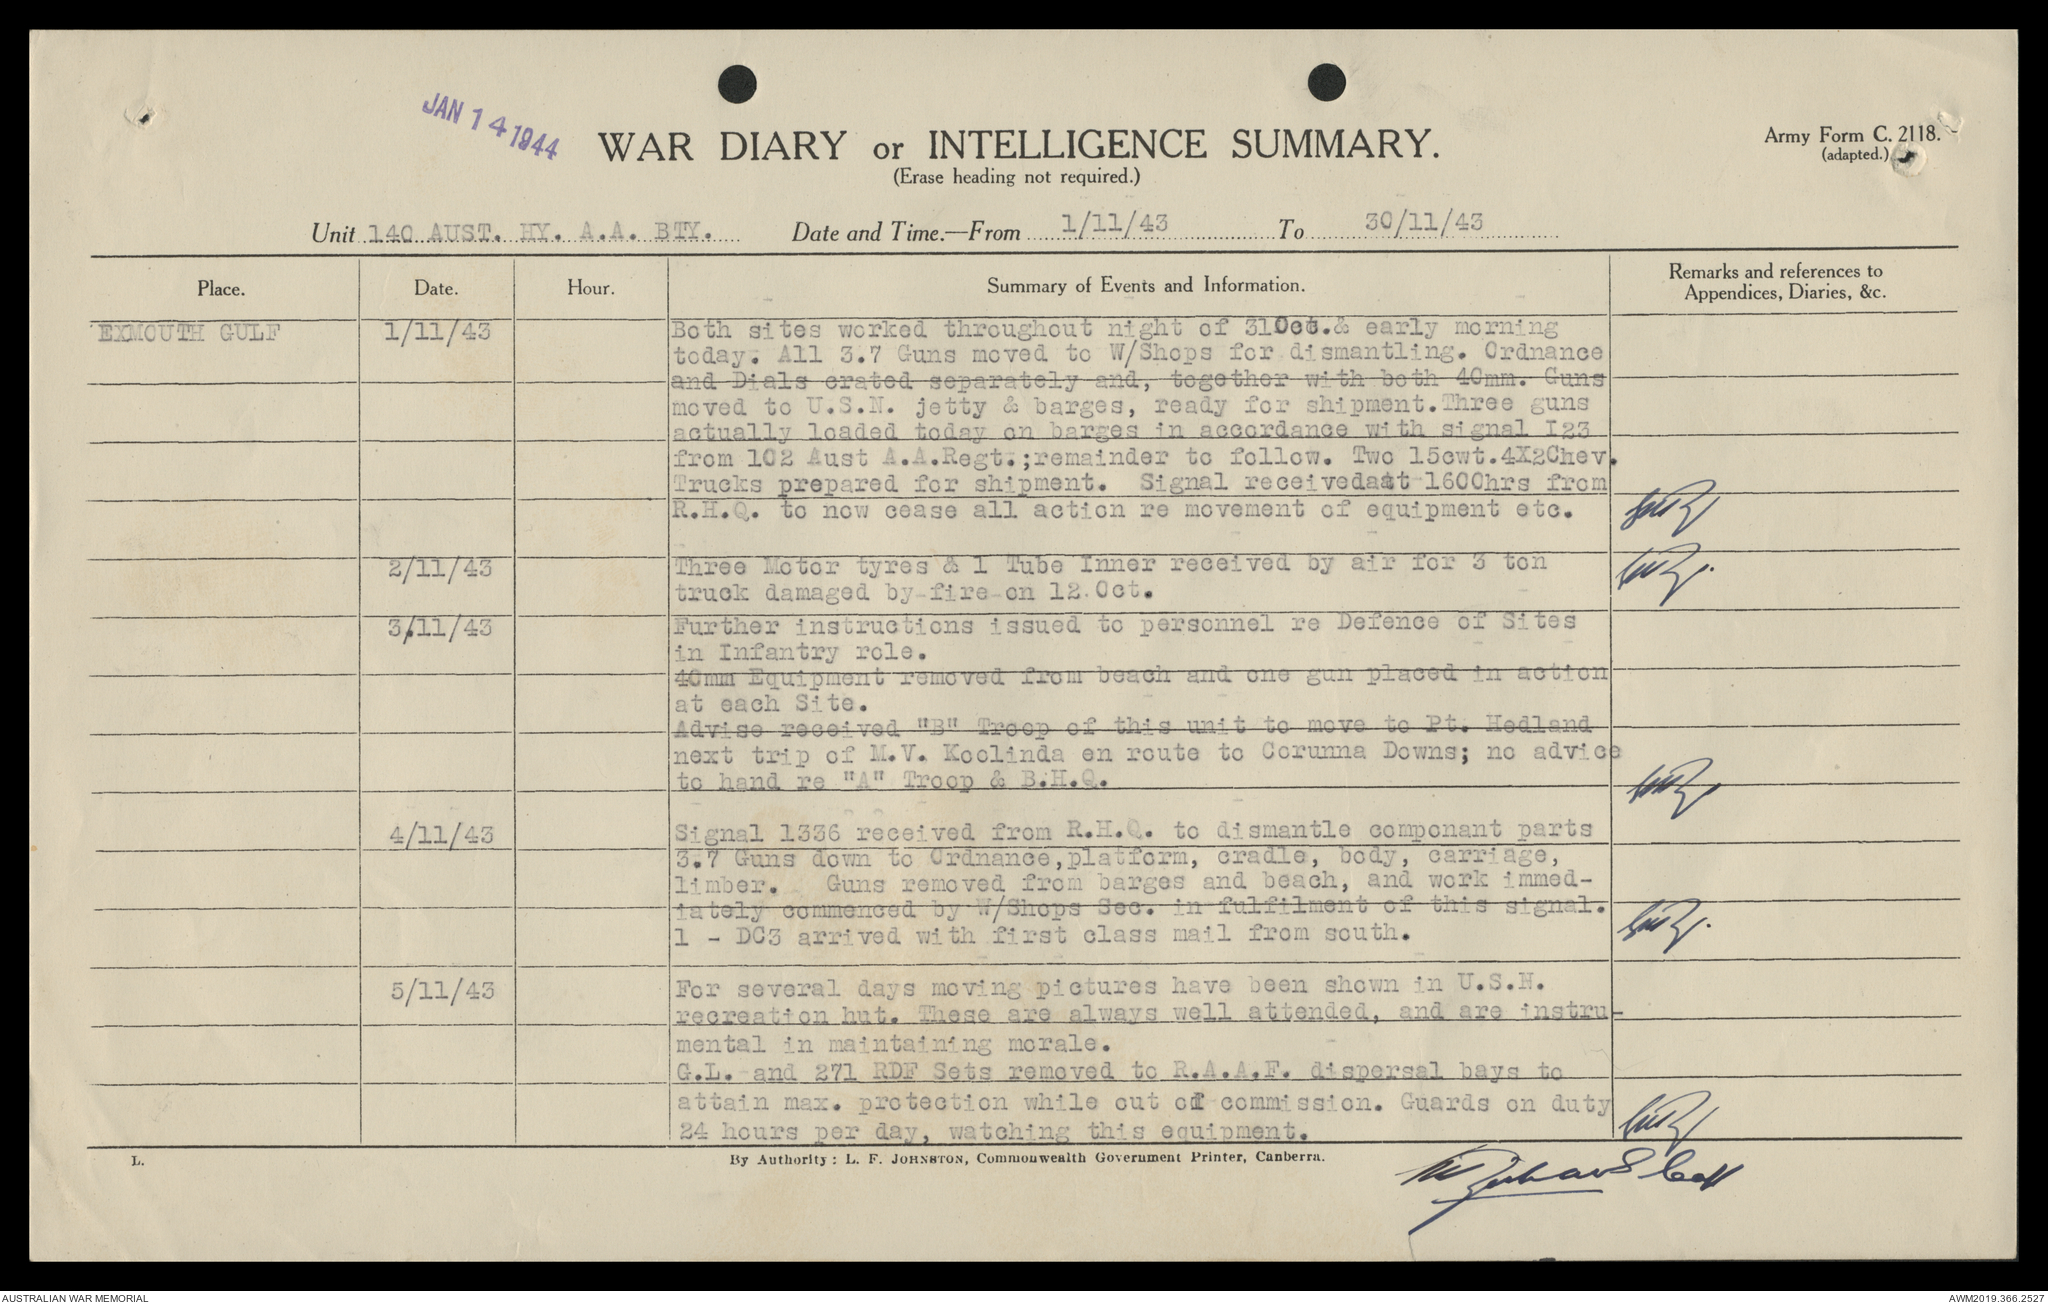 JAN 14 1944
WAR DIARY or INTELLIGENCE SUMMARY.
(Erase heading not required.)
Army Form C. 2118.
(adapted.)
Unit 140 AUST. HY. A.A. BTY. Date and Time.—From 1/11/43 To 30/11/43
Place. Date. Hour. Summary of Events and Information. Remarks and references to
Appendices, Diaries, &c.
EXMOUTH GULF 1/11/43 Both sites worked throughout night of 31Oct.& early morning
today. All 3.7 Guns moved to W/Shops for dismantling. Ordnance
and Dials crated separately and, together with both 40mm. Guns
moved to U.S.N. jetty & barges, ready for shipment.Three guns
actually loaded today on barges in accordance with signal I23
from 102 Aust A.A.Regt.;remainder to follow. Two 15cwt.4X2Chev.
Trucks prepared for shipment. Signal receivedaat 1600hrs from
R.H.Q. to now cease all action re movement of equipment etc.
2/11/43 Three Motor tyres & 1 Tube Inner received by air for 3 ton
truck damaged by fire on 12.Oct.
3/11/43 Further instructions issued to personnel re Defence of Sites
in Infantry role.
40mm Equipment removed from beach and one gun placed in action
at each Site.
Advise received "B" Troop of this unit to move to Pt. Hedland
next trip of M.V. Koolinda en route to Corunna Downs; no advice
to hand re "A" Troop & B.H.Q.
4/11/43 Signal 1336 received from R.H.Q. to dismantle componant parts
3.7 Guns down to Ordnance,platform, cradle, body, carriage,
limber. Guns removed from barges and beach, and work immed-
iately commenced by W/Shops Sec. in fulfilment of this signal.
1 - DC3 arrived with first class mail from south.
5/11/43 For several days moving pictures have been shown in U.S.N.
recreation hut. These are always well attended, and are instru-
mental in maintaining morale.
G.L. and 271 RDF Sets removed to R.A.A.F. dispersal bays to
attain max. protection while out of commission. Guards on duty
24 hours per day, watching this equipment.
L. By Authority: L. F. JOHNSTON, Commonwealth Government Printer, Canberra.
AUSTRALIAN WAR MEMORIAL AWM2019.366.2527